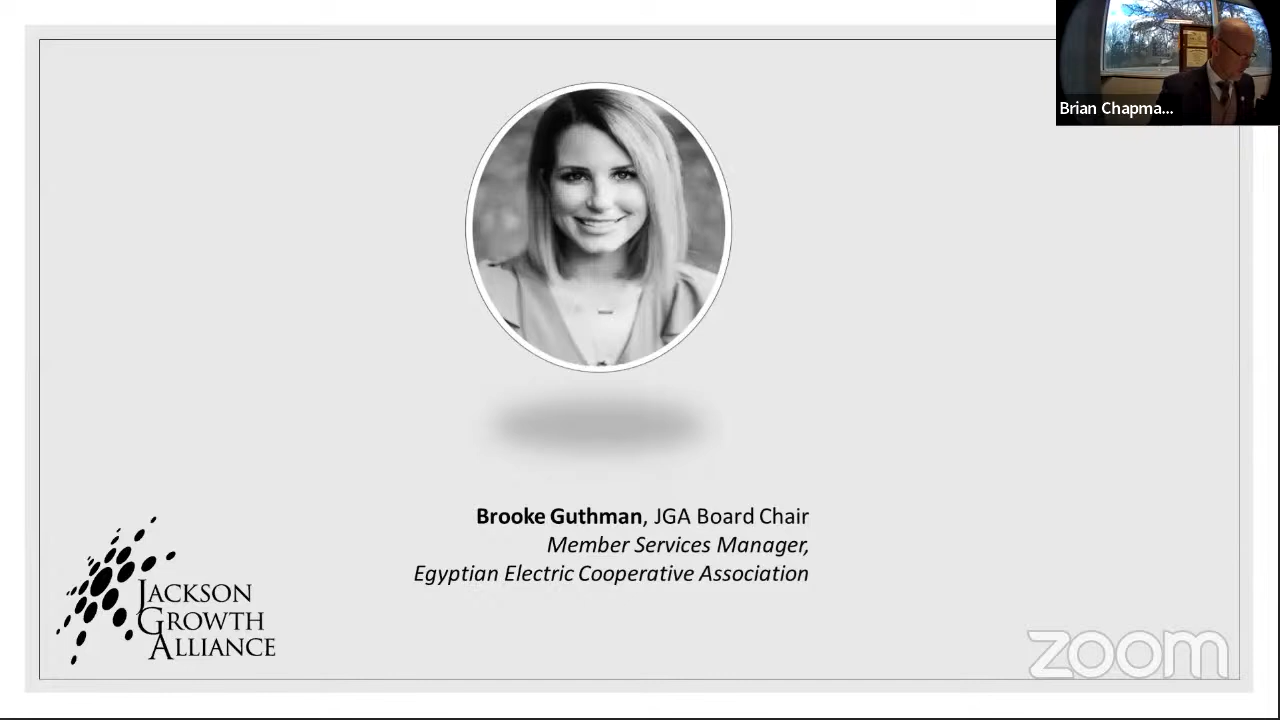 Brian Chapma...
Brooke Guthman, JGA Board Chair
Member Services Manager,
Egyptian Electric Cooperative Association
JACKSON
GROWTH
ALLIANCE
zoom